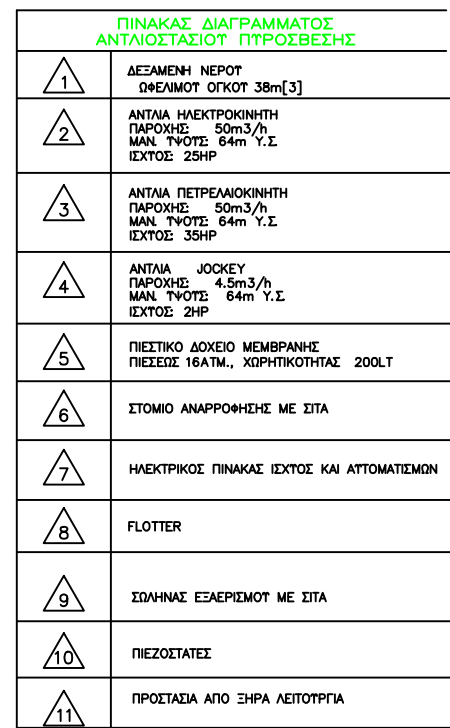 ΠΙΝΑΚΑΣ ΔΙΑΓΡΑΜΜΑΤΟΣ
ΑΝΤΛΙΟΣΤΑΣΙΟΥ ΠΥΡΟΣΒΕΣΗΣ
1
ΔΕΞΑΜΕΝΗ ΝΕΡΟΥ
ΩΦΕΛΙΜΟΥ ΟΓΚΟΥ 38m[3]
2
ΑΝΤΛΙΑ ΗΛΕΚΤΡΟΚΙΝΗΤΗ
ΠΑΡΟΧΗΣ: 50m3/h
ΜΑΝ. ΥΨΟΥΣ: 64m Υ.Σ.
ΙΣΧΥΟΣ: 25HP
3
ΑΝΤΛΙΑ ΠΕΤΡΕΛΑΙΟΚΙΝΗΤΗ
ΠΑΡΟΧΗΣ: 50m3/h
ΜΑΝ. ΥΨΟΥΣ: 64m Υ.Σ.
ΙΣΧΥΟΣ: 35HP
4
ΑΝΤΛΙΑ JOCKEY
ΠΑΡΟΧΗΣ: 4.5m3/h
ΜΑΝ. ΥΨΟΥΣ: 64m Υ.Σ.
ΙΣΧΥΟΣ: 2HP
5
ΠΙΕΣΤΙΚΟ ΔΟΧΕΙΟ ΜΕΜΒΡΑΝΗΣ
ΠΙΕΣΕΩΣ 16ΑΤΜ., ΧΩΡΗΤΙΚΟΤΗΤΑΣ 200LT
6
ΣΤΟΜΙΟ ΑΝΑΡΡΟΦΗΣΗΣ ΜΕ ΣΙΤΑ
7
ΗΛΕΚΤΡΙΚΟΣ ΠΙΝΑΚΑΣ ΙΣΧΥΟΣ ΚΑΙ ΑΥΤΟΜΑΤΙΣΜΩΝ
8
FLOTTER
9
ΣΩΛΗΝΑΣ ΕΞΑΕΡΙΣΜΟΥ ΜΕ ΣΙΤΑ
10
ΠΙΕΖΟΣΤΑΤΕΣ
11
ΠΡΟΣΤΑΣΙΑ ΑΠΟ ΞΗΡΑ ΛΕΙΤΟΥΡΓΙΑ